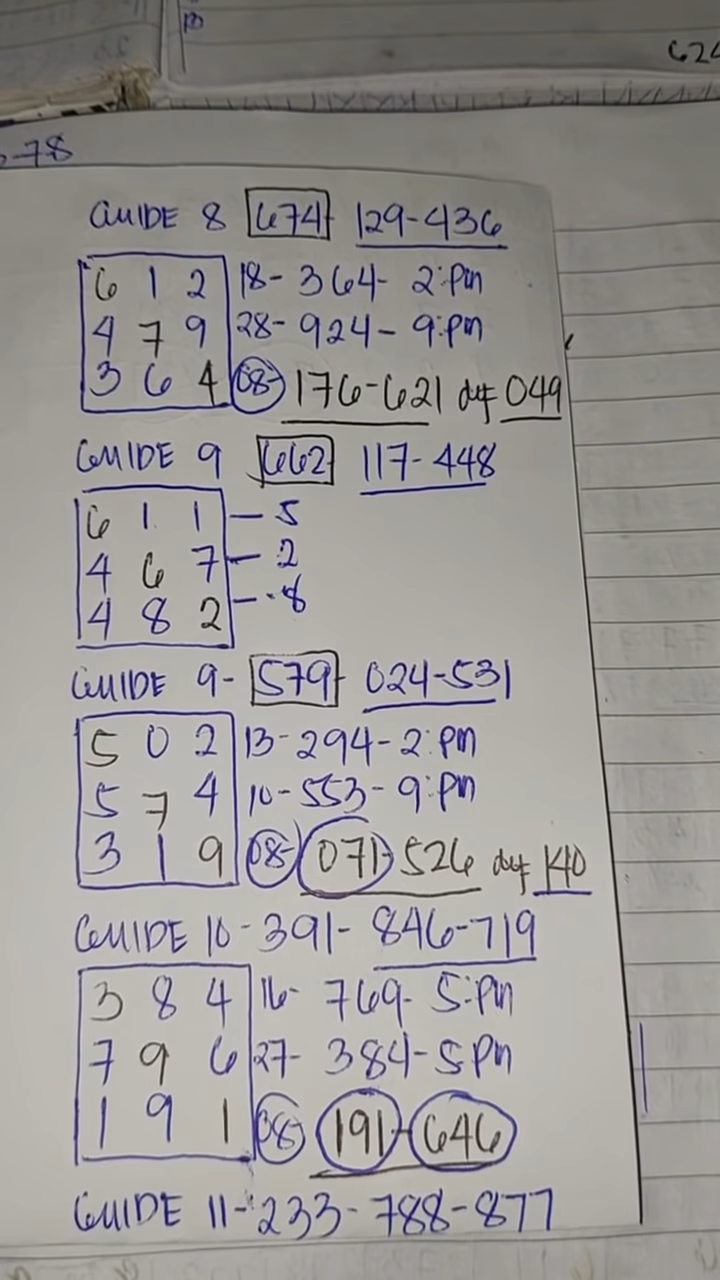 624
-78
GUIDE 8 674 129-436
6 1 2 18- 364- 2:pm
4 7 9 28- 924- 9:pm
3 6 4 08- 176-621 dif 049
GUIDE 9 662 117-448
6 1 1 - 5
4 6 7 - 2
4 8 2 - 8
GUIDE 9- 579- 024-531
5 0 2 13-294-2:pm
5 7 4 10-553-9:pm
3 1 9 08- 071-526 dif 140
GUIDE 10-391- 846-719
3 8 4 16- 769- 5:pm
7 9 6 27- 384-5pm
1 9 1 08- 191-646
GUIDE 11-233-788-877